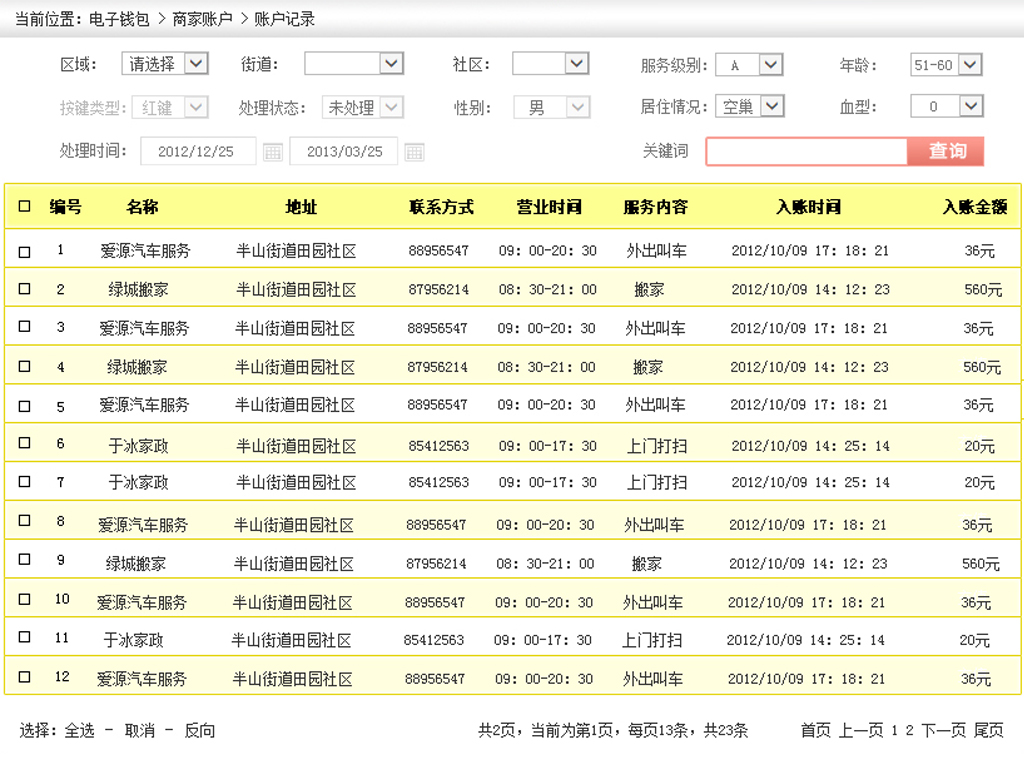 当前位置: 电子钱包 > 商家账户 > 账户记录
区域: 请选择 街道: 社区: 服务级别: A 年龄: 51-60
按键类型: 红键 处理状态: 未处理 性别: 男 居住情况: 空巢 血型: O
处理时间: 2012/12/25 2013/03/25 关键词 查询
编号 名称 地址 联系方式 营业时间 服务内容 入账时间 入账金额
1 爱源汽车服务 半山街道田园社区 88956547 09: 00-20: 30 外出叫车 2012/10/09 17: 18: 21 36元
2 绿城搬家 半山街道田园社区 87956214 08: 30-21: 00 搬家 2012/10/09 14: 12: 23 560元
3 爱源汽车服务 半山街道田园社区 88956547 09: 00-20: 30 外出叫车 2012/10/09 17: 18: 21 36元
4 绿城搬家 半山街道田园社区 87956214 08: 30-21: 00 搬家 2012/10/09 14: 12: 23 560元
5 爱源汽车服务 半山街道田园社区 88956547 09: 00-20: 30 外出叫车 2012/10/09 17: 18: 21 36元
6 于冰家政 半山街道田园社区 85412563 09: 00-17: 30 上门打扫 2012/10/09 14: 25: 14 20元
7 于冰家政 半山街道田园社区 85412563 09: 00-17: 30 上门打扫 2012/10/09 14: 25: 14 20元
8 爱源汽车服务 半山街道田园社区 88956547 09: 00-20: 30 外出叫车 2012/10/09 17: 18: 21 36元
9 绿城搬家 半山街道田园社区 87956214 08: 30-21: 00 搬家 2012/10/09 14: 12: 23 560元
10 爱源汽车服务 半山街道田园社区 88956547 09: 00-20: 30 外出叫车 2012/10/09 17: 18: 21 36元
11 于冰家政 半山街道田园社区 85412563 09: 00-17: 30 上门打扫 2012/10/09 14: 25: 14 20元
12 爱源汽车服务 半山街道田园社区 88956547 09: 00-20: 30 外出叫车 2012/10/09 17: 18: 21 36元
选择: 全选 - 取消 - 反向 共2页，当前为第1页，每页13条，共23条 首页 上一页 1 2 下一页 尾页